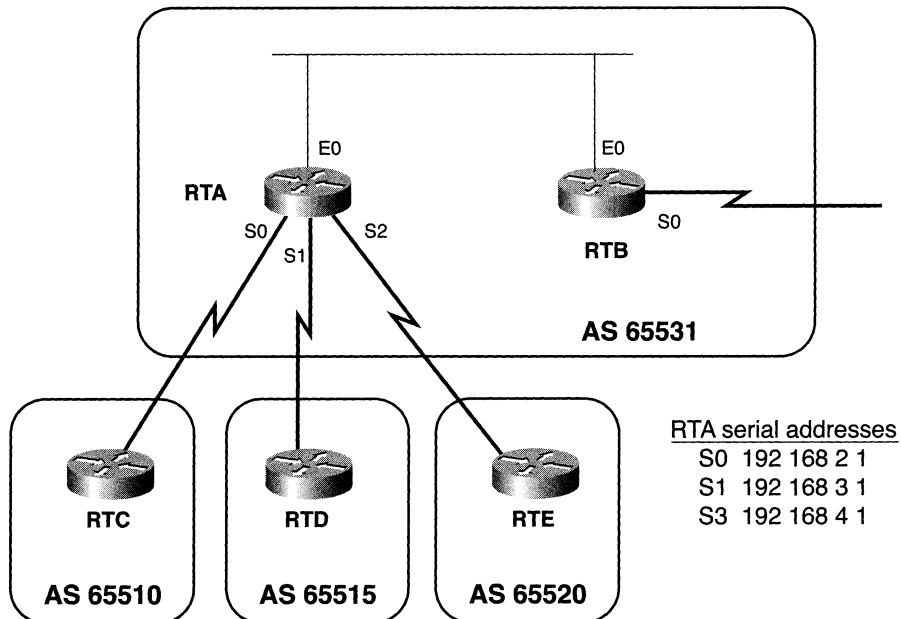 E0
E0
RTA
S0
S1
S2
S0
RTB
AS 65531
RTA serial addresses
S0 192 168 2 1
S1 192 168 3 1
S3 192 168 4 1
RTC
RTD
RTE
AS 65510
AS 65515
AS 65520